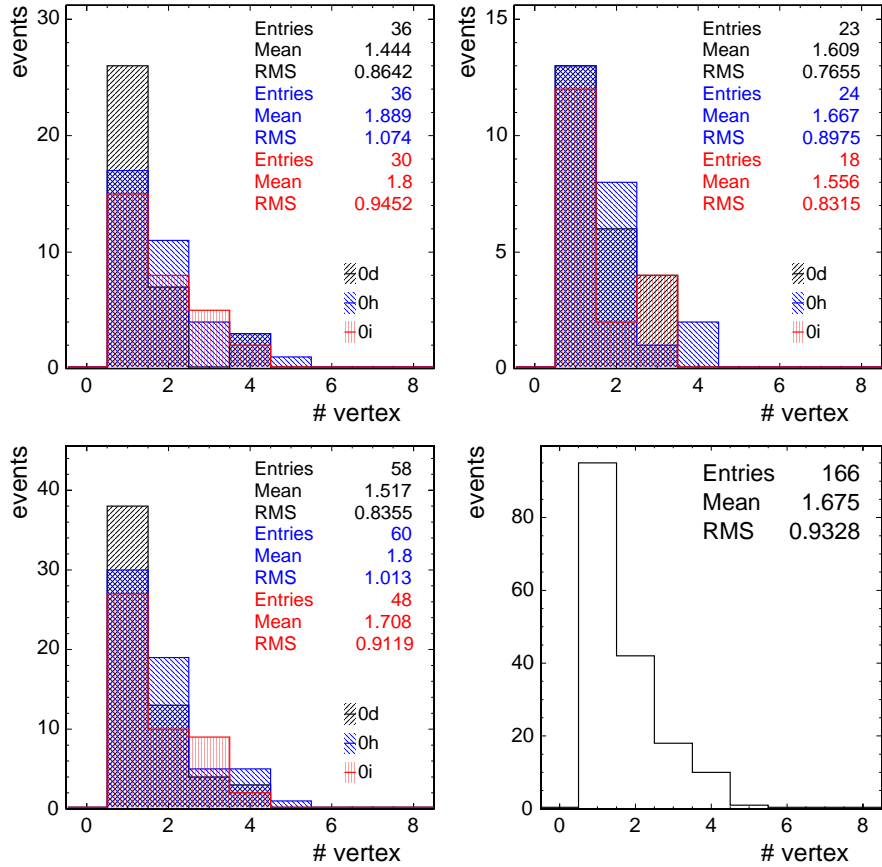 events
30
20
10
0
Entries 36
Mean 1.444
RMS 0.8642
Entries 36
Mean 1.889
RMS 1.074
Entries 30
Mean 1.8
RMS 0.9452
0d
0h
0i
0 2 4 6 8
# vertex
events
15
10
5
0
Entries 23
Mean 1.609
RMS 0.7655
Entries 24
Mean 1.667
RMS 0.8975
Entries 18
Mean 1.556
RMS 0.8315
0d
0h
0i
0 2 4 6 8
# vertex
events
40
30
20
10
0
Entries 58
Mean 1.517
RMS 0.8355
Entries 60
Mean 1.8
RMS 1.013
Entries 48
Mean 1.708
RMS 0.9119
0d
0h
0i
0 2 4 6 8
# vertex
events
80
60
40
20
0
Entries 166
Mean 1.675
RMS 0.9328
0 2 4 6 8
# vertex